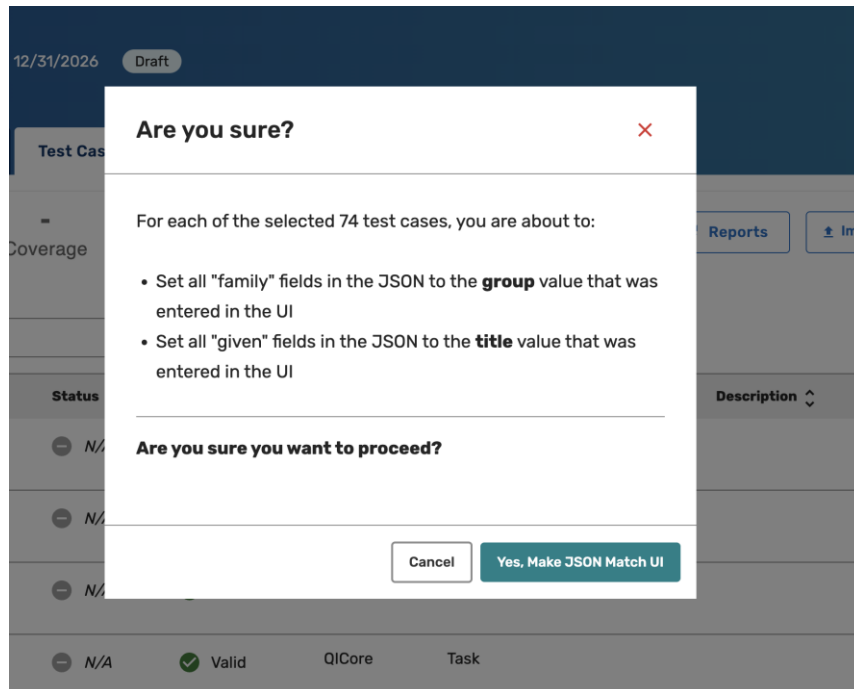 12/31/2026 Draft
Are you sure?
Test Cas
For each of the selected 74 test cases, you are about to:
-
Coverage
Reports
Im
• Set all "family" fields in the JSON to the group value that was
entered in the UI
• Set all "given" fields in the JSON to the title value that was
entered in the UI
Status
Description
N/A
Are you sure you want to proceed?
N/A
Cancel
Yes, Make JSON Match UI
N/A
N/A Valid QICore Task